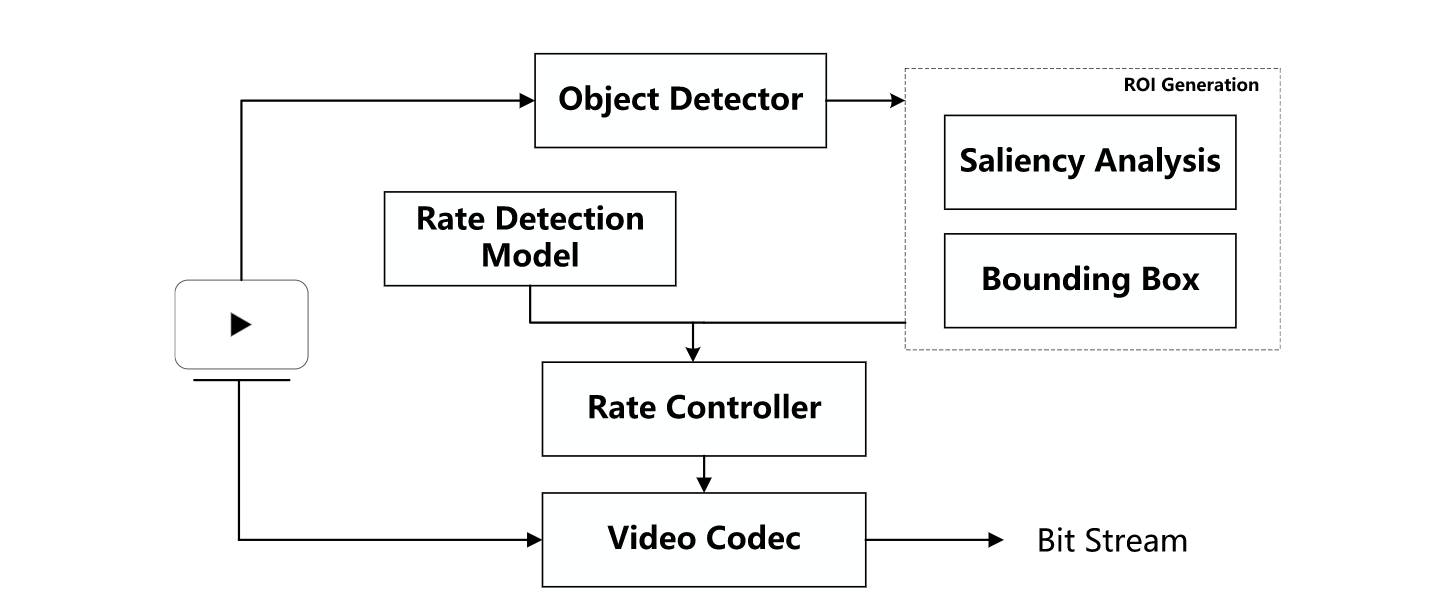 Object Detector
ROI Generation
Saliency Analysis
Rate Detection
Model
Bounding Box
Rate Controller
Video Codec
Bit Stream